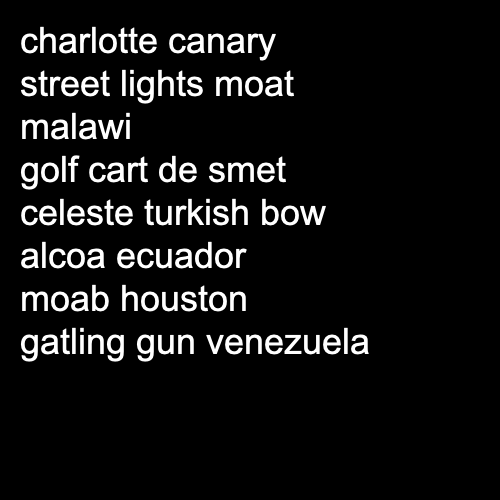 charlotte canary
street lights moat
malawi
golf cart de smet
celeste turkish bow
alcoa ecuador
moab houston
gatling gun venezuela